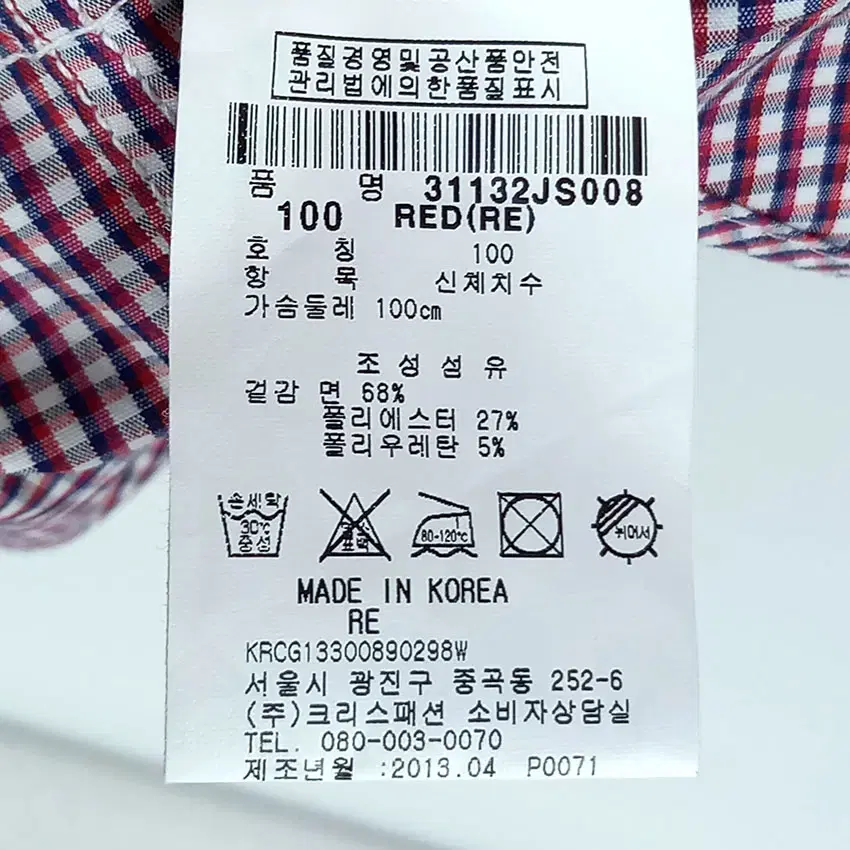 품질경영및공산품안전
관리법에의한품질표시
품 명 31132JS008
100 RED(RE)
호 칭 100
항 목 신체치수
가슴둘레 100cm
조성섬유
겉감 면 68%
폴리에스터 27%
폴리우레탄 5%
손세탁
30℃
중성
염소
표백
80-120℃
뉘어서
MADE IN KOREA
RE
KRCG13300890298W
서울시 광진구 중곡동 252-6
(주)크리스패션 소비자상담실
TEL. 080-003-0070
제조년월 :2013.04 P0071